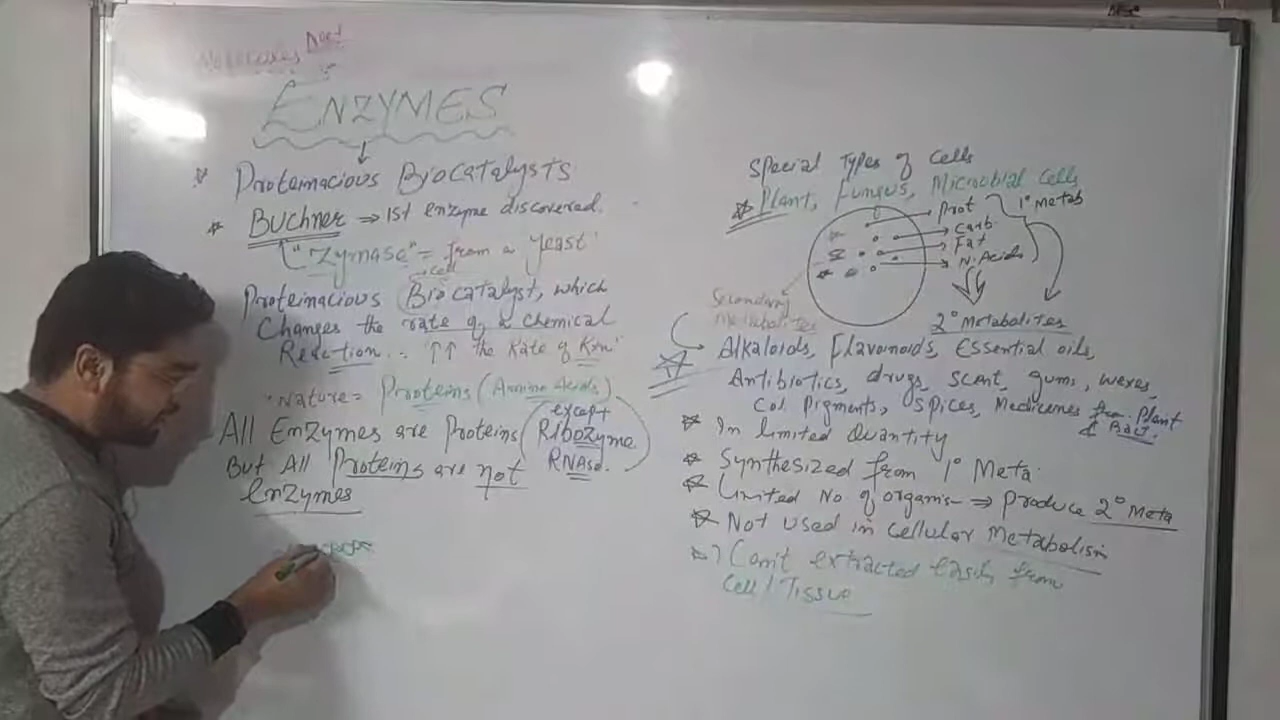 ENZYMES
Proteinacious Biocatalysts
BUCHNER ⇒ 1st enzyme discovered.
"Zymase" = from a yeast
cell
Proteinacious Biocatalyst, which
Changes the rate of a chemical
Reaction.. ↑↑ the Rate of Rxn"
Nature = Proteins (Amino Acids)
All Enzymes are Proteins (except Ribozyme
RNAse.)
But All Proteins are not
Enzymes
Special Types of Cells
Plant, Fungus, Microbial Cells
Prot
1° Metab
Carb.
Fat
N. Acids
Secondary
Metabolites
2° Metabolites
Alkaloids, Flavonoids, Essential oils,
Antibiotics, drugs, Scent, gums, wexes,
Col. Pigments, Spices, Medicenes from Plant
& Bact.
In limited Quantity
Synthesized from 1° Meta.
Limited No of organis- ⇒ Produce 2° Meta
Not used in cellular Metabolism
Can't extracted easily from
Cell / Tissue